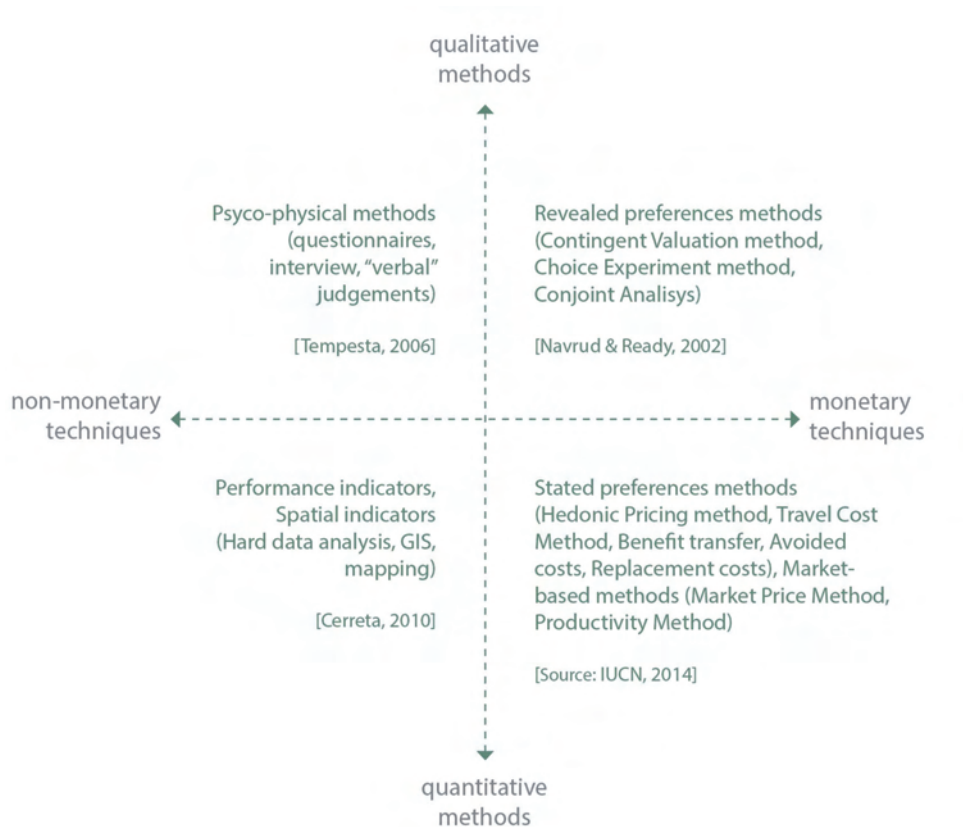 qualitative
methods
Psyco-physical methods
(questionnaires,
interview, “verbal”
judgements)
[Tempesta, 2006]
Revealed preferences methods
(Contingent Valuation method,
Choice Experiment method,
Conjoint Analisys)
[Navrud & Ready, 2002]
non-monetary
techniques
monetary
techniques
Performance indicators,
Spatial indicators
(Hard data analysis, GIS,
mapping)
[Cerreta, 2010]
Stated preferences methods
(Hedonic Pricing method, Travel Cost
Method, Benefit transfer, Avoided
costs, Replacement costs), Market-
based methods (Market Price Method,
Productivity Method)
[Source: IUCN, 2014]
quantitative
methods